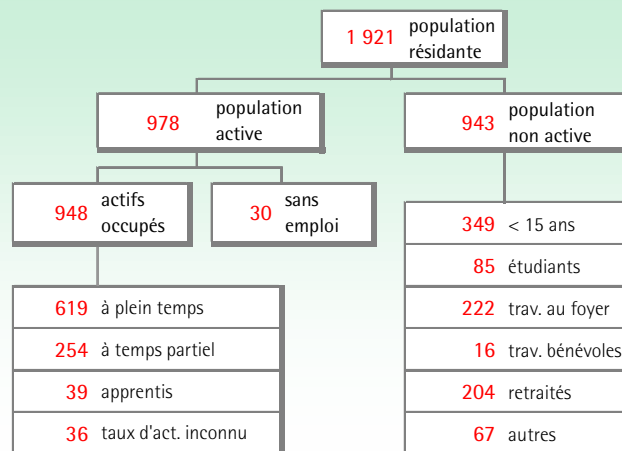 1 921 population
résidante
978 population
active
943 population
non active
948 actifs
occupés
30 sans
emploi
619 à plein temps
254 à temps partiel
39 apprentis
36 taux d'act. inconnu
349 < 15 ans
85 étudiants
222 trav. au foyer
16 trav. bénévoles
204 retraités
67 autres